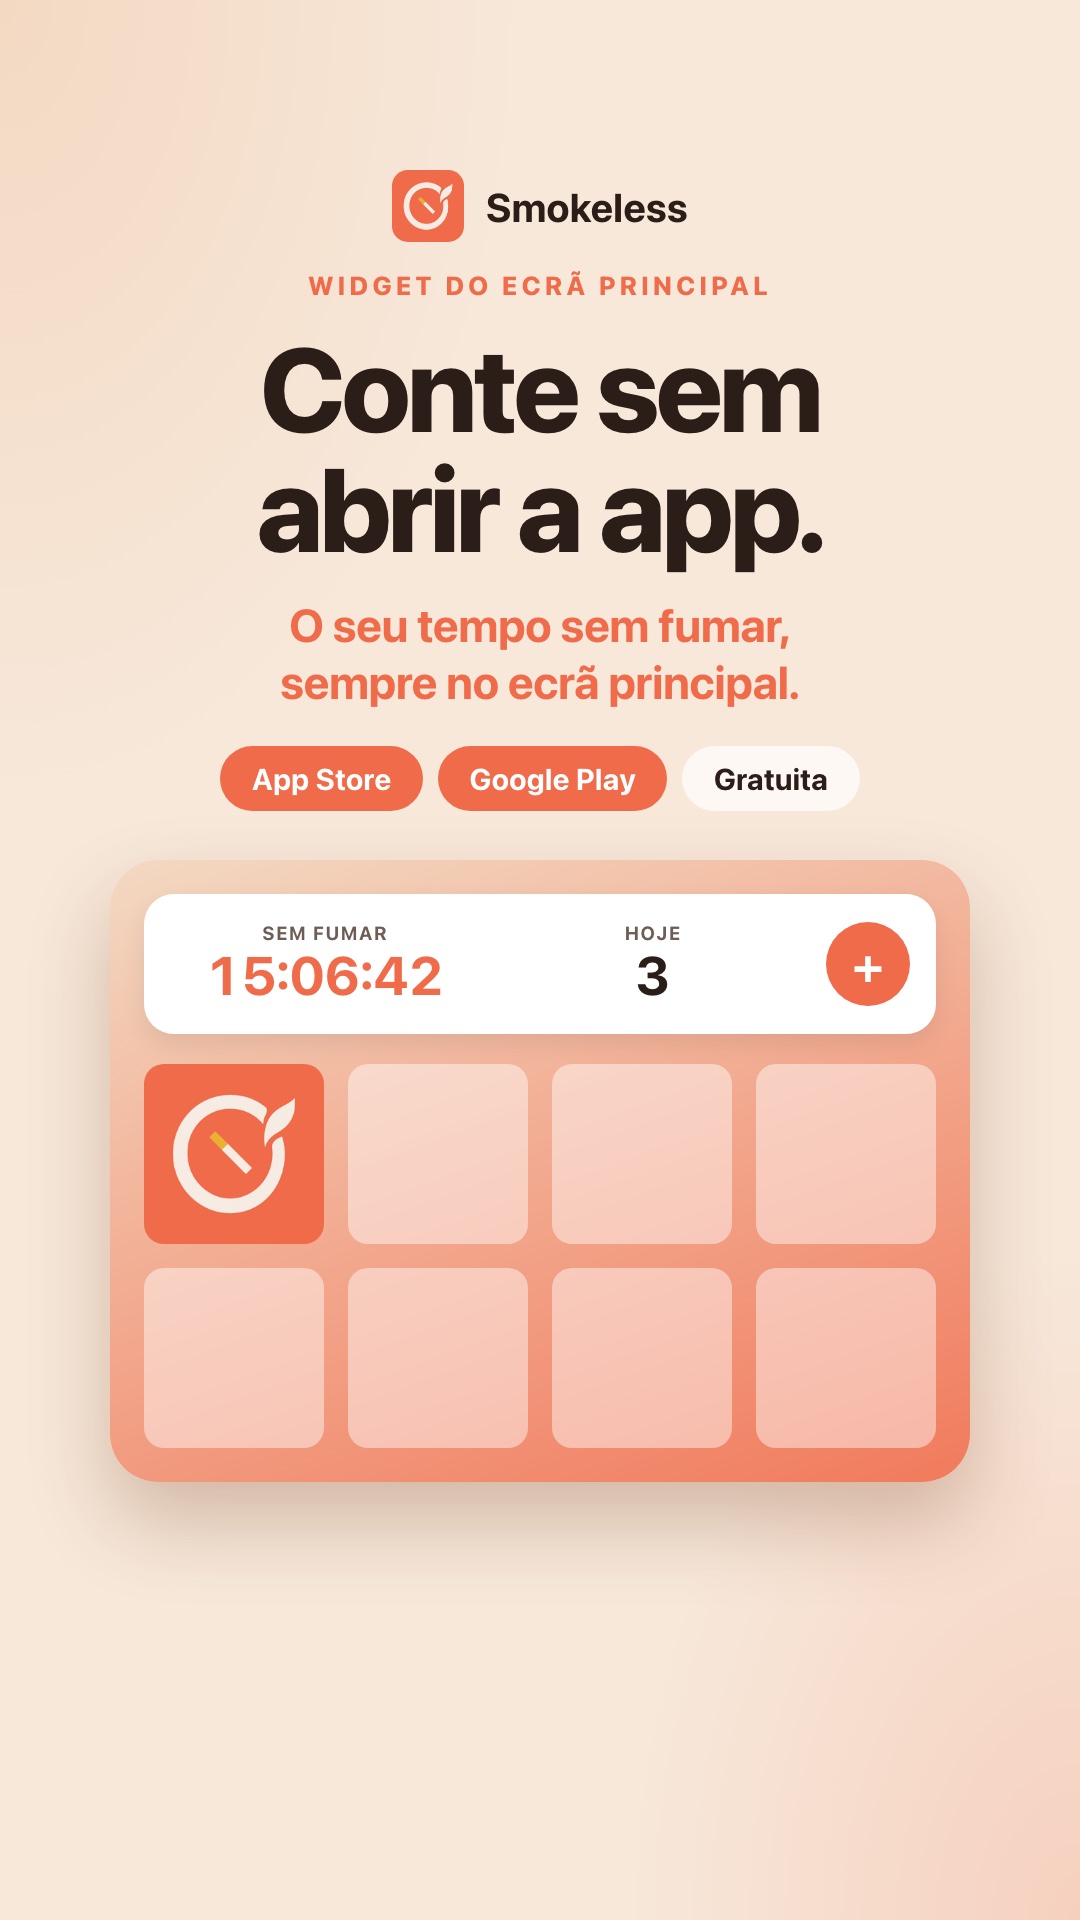 Smokeless
WIDGET DO ECRÃ PRINCIPAL
Conte sem
abrir a app.
O seu tempo sem fumar,
sempre no ecrã principal.
App Store Google Play Gratuita
SEM FUMAR HOJE
15:06:42 3 +